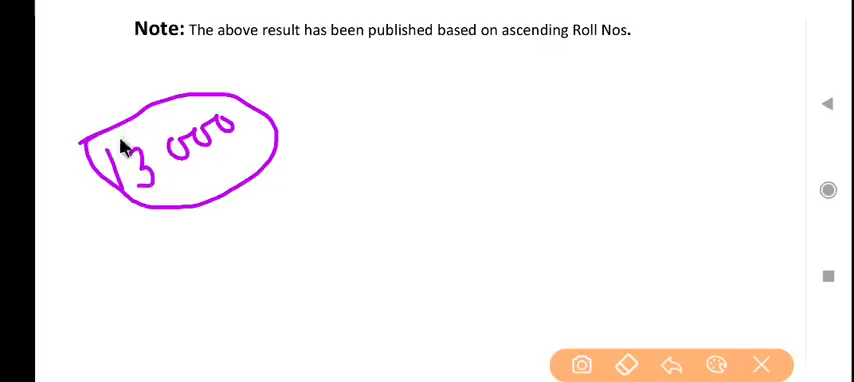 Note: The above result has been published based on ascending Roll Nos.
13000